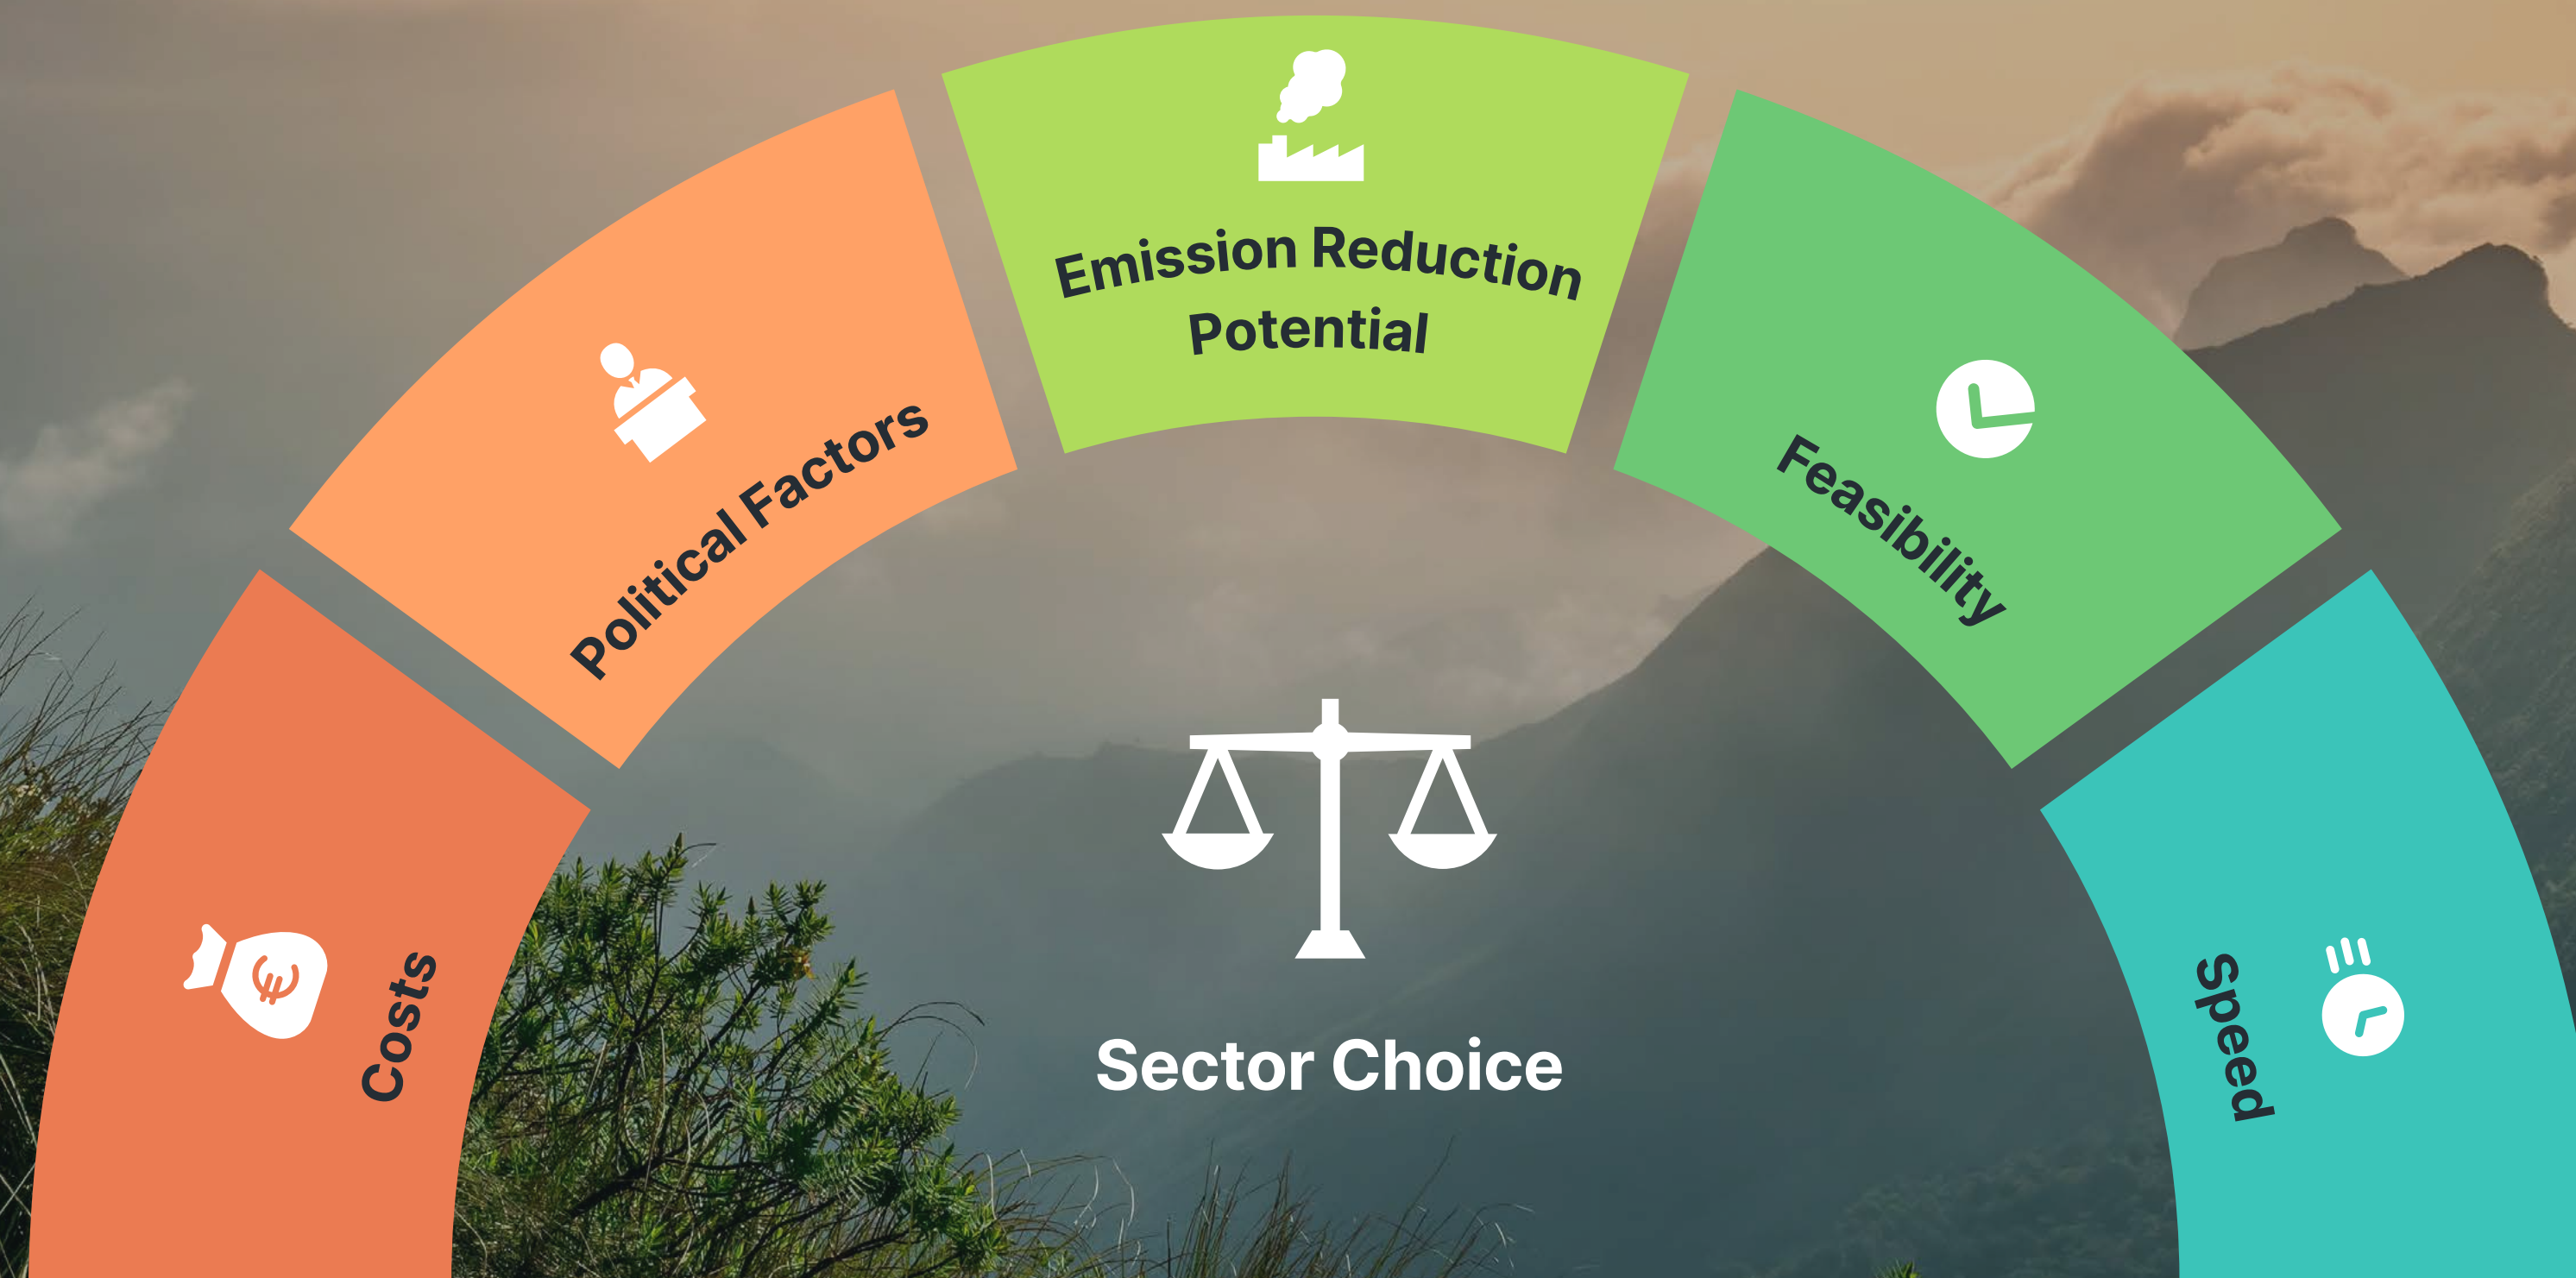 Costs
Political Factors
Emission Reduction
Potential
Feasibility
Speed
Sector Choice